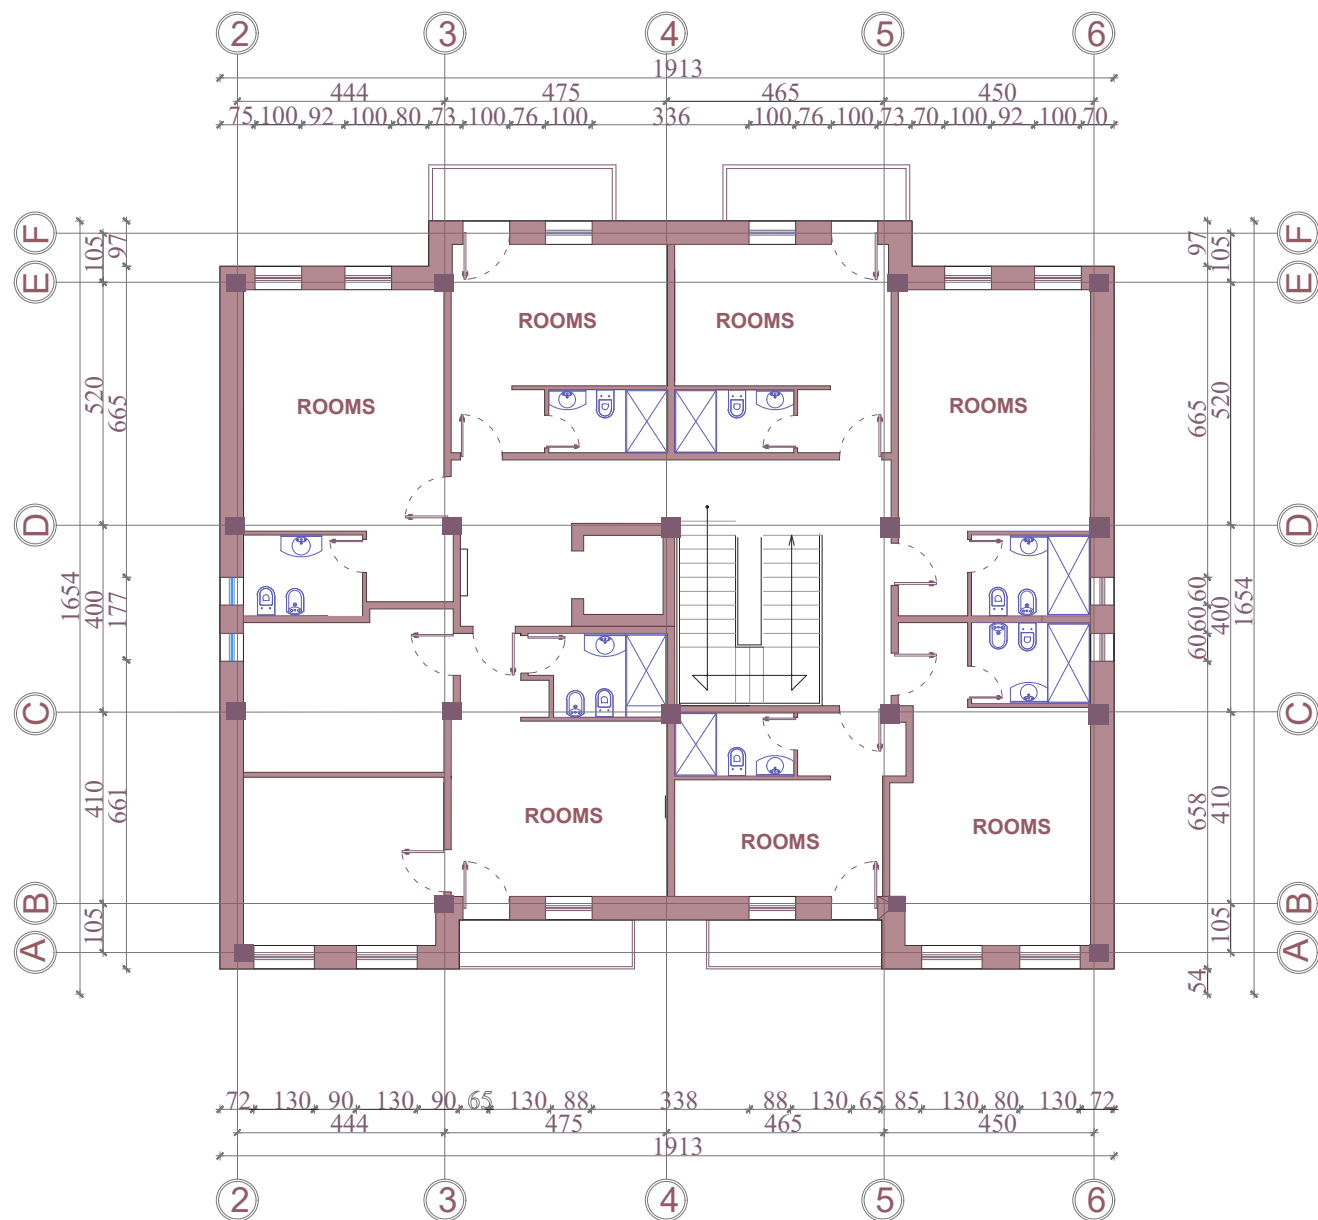 2 3 4 5 6
1913
444 475 465 450
75 100 92 100 80 73 100 76 100 336 100 76 100 73 70 100 92 100 70
F 105 97 97 105 F
E E
ROOMS ROOMS
520 665 ROOMS ROOMS 665 520
D D
1654 400 177 60 60 60 400 1654
C C
410 661 ROOMS ROOMS ROOMS 658 410
B B
105 105
A A
54
72 130 90 130 90 65 130 88 338 88 130 65 85 130 80 130 72
444 475 465 450
1913
2 3 4 5 6